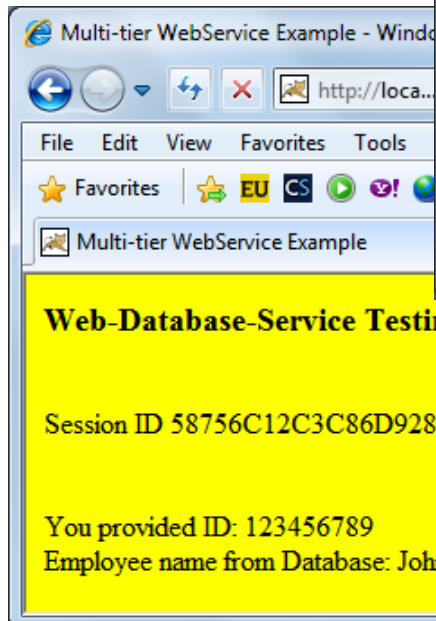 Multi-tier WebService Example - Windo
http://loca...
File Edit View Favorites Tools
Favorites EU CS Y!
Multi-tier WebService Example
Web-Database-Service Testi
Session ID 58756C12C3C86D928
You provided ID: 123456789
Employee name from Database: Joh